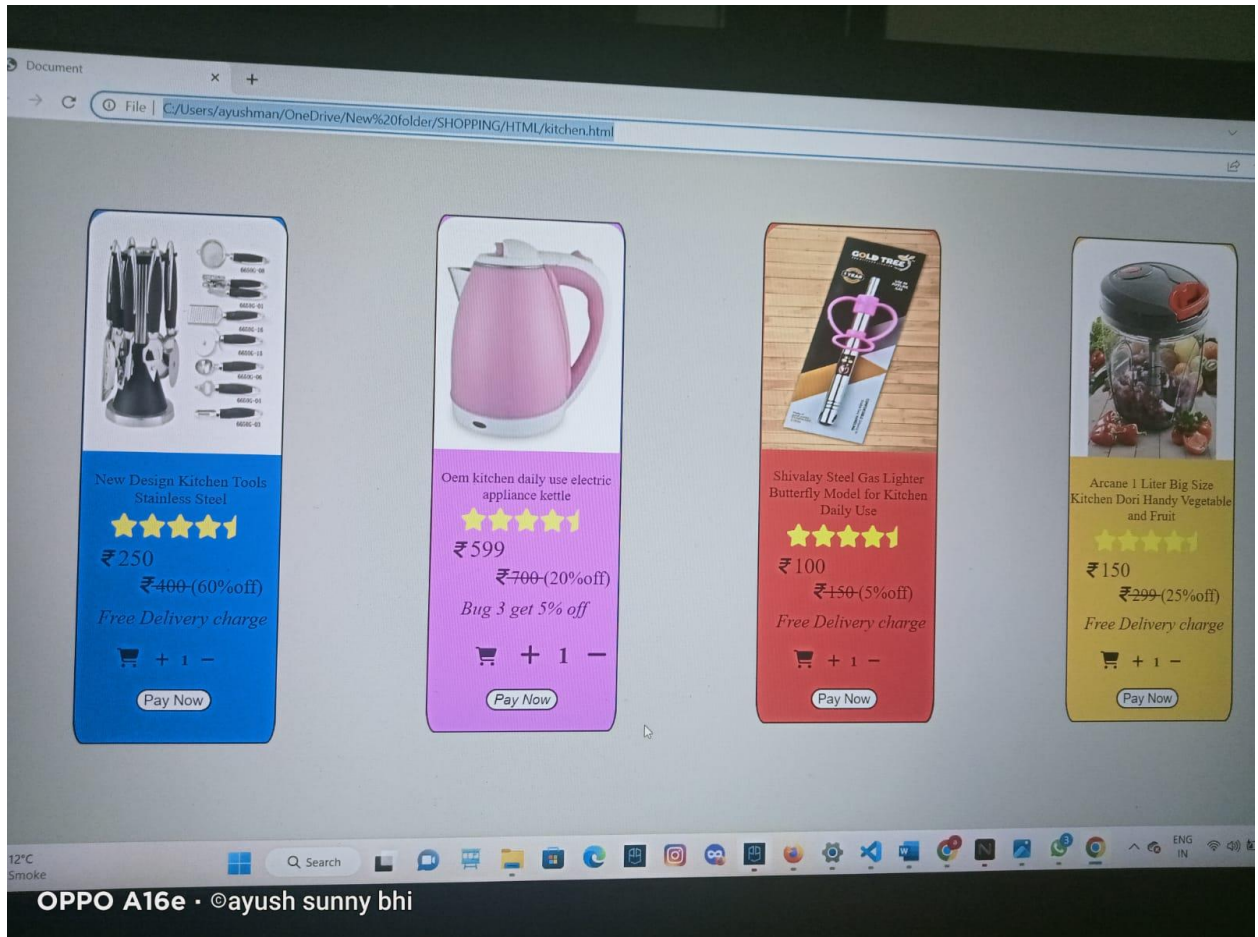 Document
File | C:/Users/ayushman/OneDrive/New%20folder/SHOPPING/HTML/kitchen.html
6650G-08
6650G-03
New Design Kitchen Tools
Stainless Steel
₹250
₹400 (60%off)
Free Delivery charge
+ 1 −
Pay Now
Oem kitchen daily use electric
appliance kettle
₹599
₹700 (20%off)
Bug 3 get 5% off
+ 1 −
Pay Now
GOLD TREE
Shivalay Steel Gas Lighter
Butterfly Model for Kitchen
Daily Use
₹100
₹150 (5%off)
Free Delivery charge
+ 1 −
Pay Now
Arcane 1 Liter Big Size
Kitchen Dori Handy Vegetable
and Fruit
₹150
₹299 (25%off)
Free Delivery charge
+ 1 −
Pay Now
12°C
Smoke
Search
3
ENG
IN
OPPO A16e · ©ayush sunny bhi